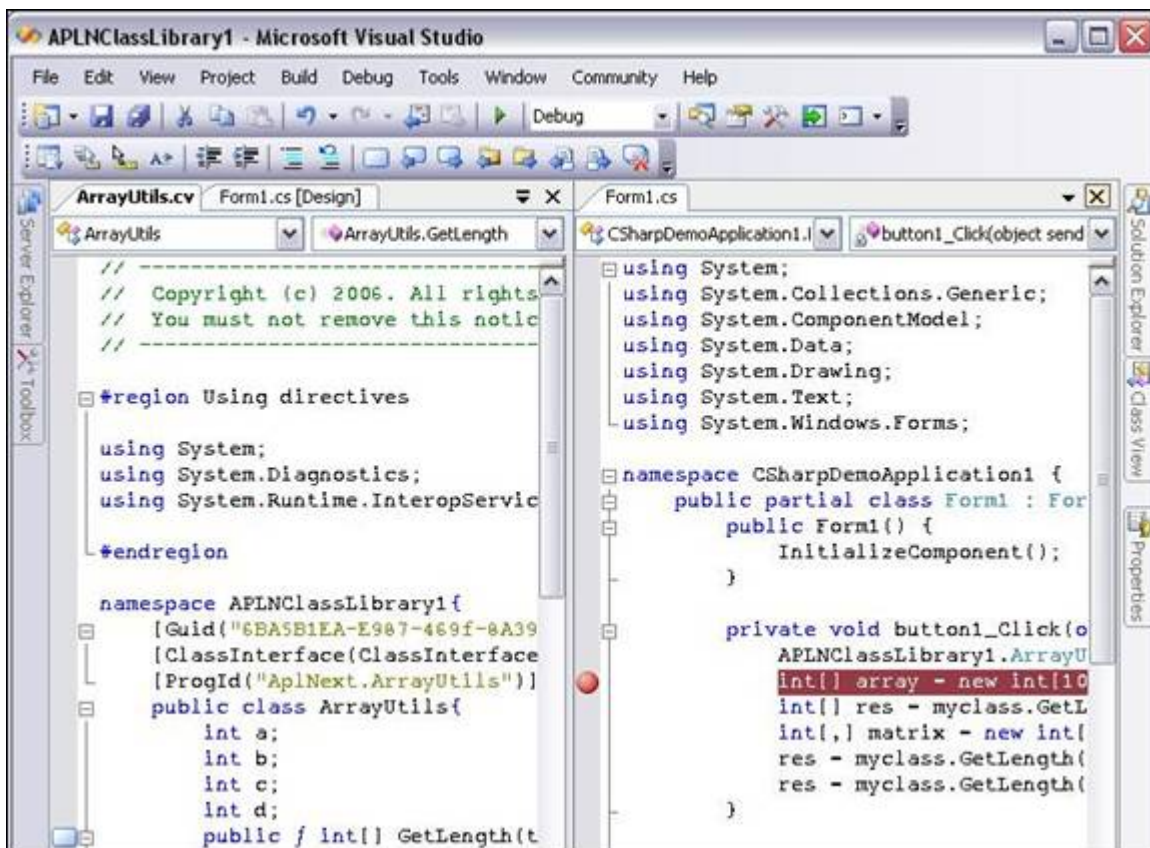 APLNClassLibrary1 - Microsoft Visual Studio
File Edit View Project Build Debug Tools Window Community Help
Debug
ArrayUtils.cv Form1.cs [Design]
ArrayUtils ArrayUtils.GetLength
// ------------------------------
// Copyright (c) 2006. All rights
// You must not remove this notic
// ------------------------------
#region Using directives
using System;
using System.Diagnostics;
using System.Runtime.InteropServic
#endregion
namespace APLNClassLibrary1{
[Guid("6BA5B1EA-E987-469f-8A39
[ClassInterface(ClassInterface
[ProgId("AplNext.ArrayUtils")]
public class ArrayUtils{
int a;
int b;
int c;
int d;
public f int[] GetLength(t
Form1.cs
CSharpDemoApplication1.I button1_Click(object send
using System;
using System.Collections.Generic;
using System.ComponentModel;
using System.Data;
using System.Drawing;
using System.Text;
using System.Windows.Forms;
namespace CSharpDemoApplication1 {
public partial class Form1 : For
public Form1() {
InitializeComponent();
}
private void button1_Click(o
APLNClassLibrary1.ArrayU
int[] array = new int[10
int[] res = myclass.GetL
int[,] matrix = new int[
res = myclass.GetLength(
res = myclass.GetLength(
}
Server Explorer
Toolbox
Solution Explorer
Class View
Properties